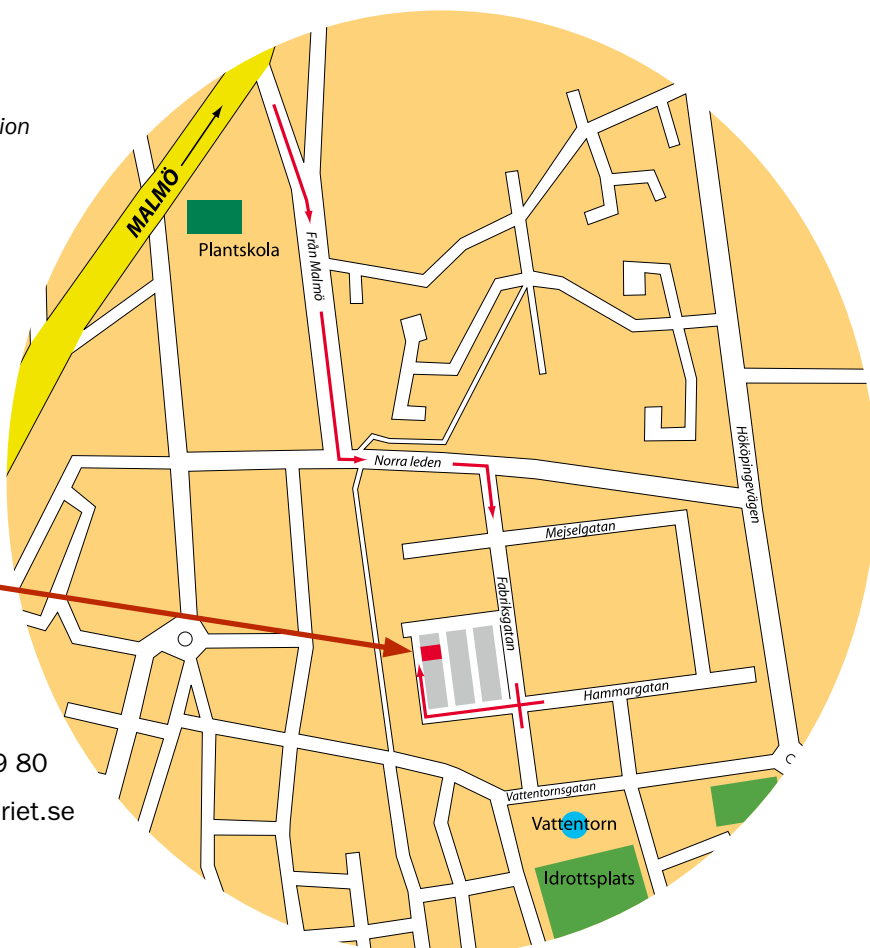 ion
MALMÖ
Plantskola
Från Malmö
Norra leden
Hököpingevägen
Mejselgatan
Fabriksgatan
Hammargatan
9 80
Vattentornsgatan
riet.se
Vattentorn
Idrottsplats